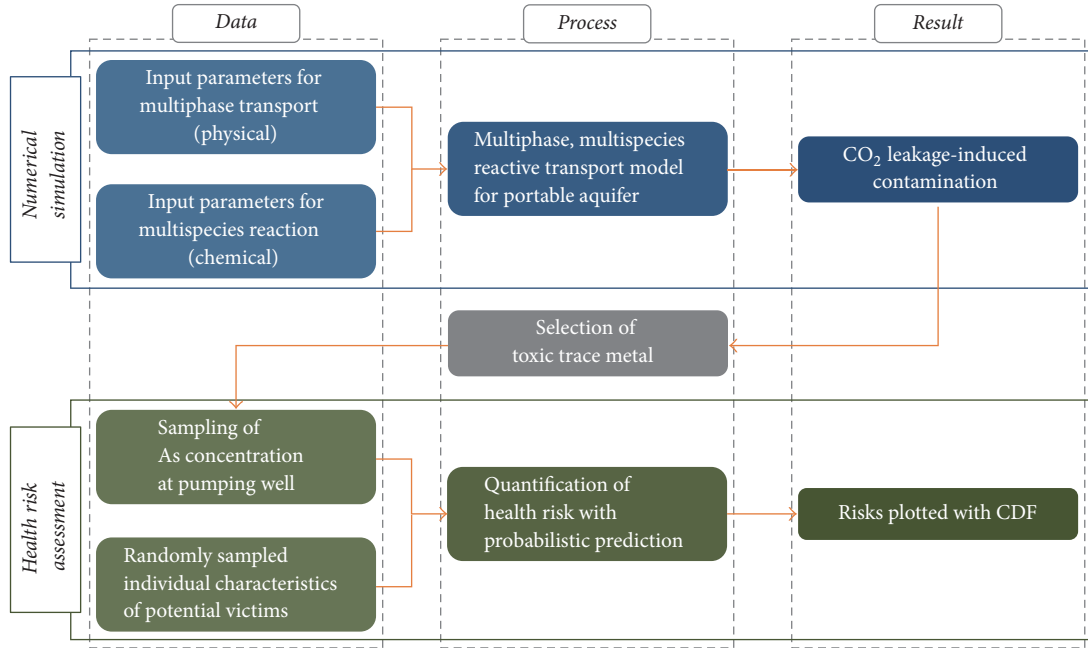 Data
Process
Result
Numerical
simulation
Input parameters for
multiphase transport
(physical)
Input parameters for
multispecies reaction
(chemical)
Multiphase, multispecies
reactive transport model
for portable aquifer
CO₂ leakage-induced
contamination
Selection of
toxic trace metal
Health risk
assessment
Sampling of
As concentration
at pumping well
Randomly sampled
individual characteristics
of potential victims
Quantification of
health risk with
probabilistic prediction
Risks plotted with CDF